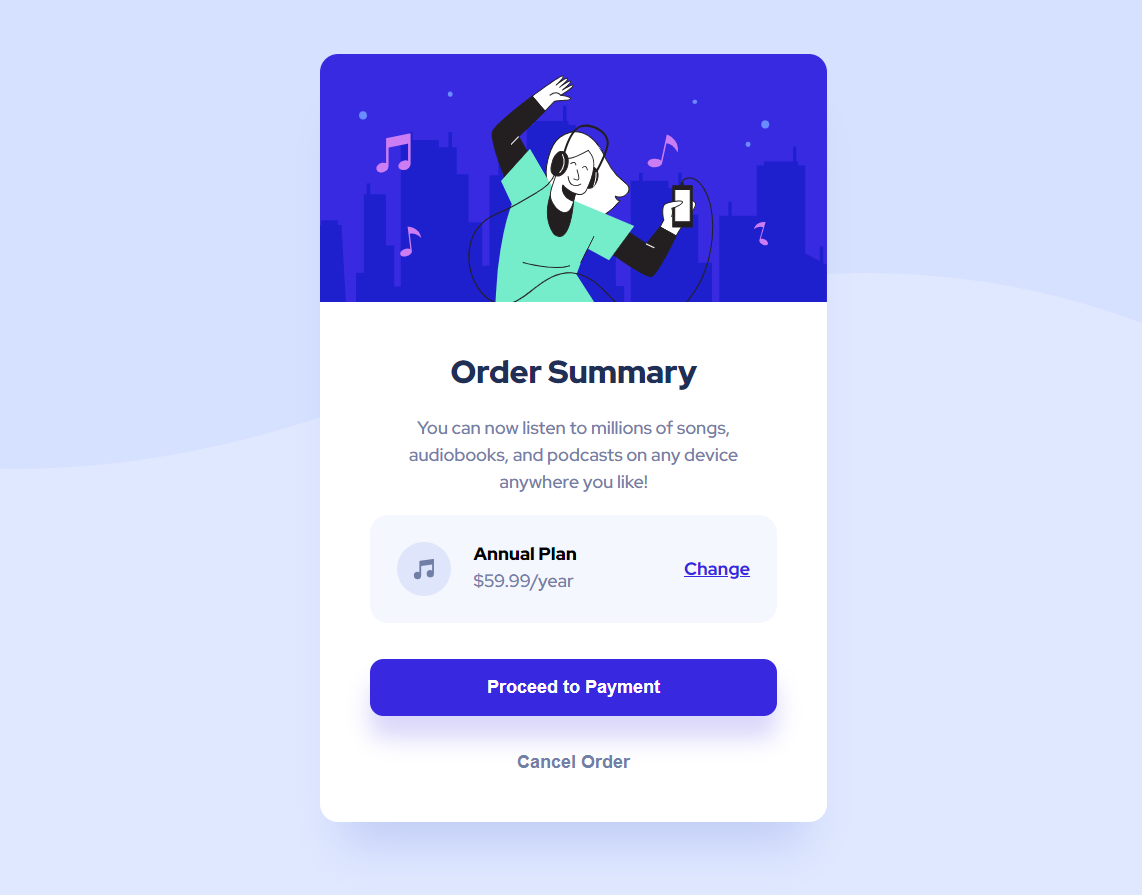 Order Summary
You can now listen to millions of songs,
audiobooks, and podcasts on any device
anywhere you like!
Annual Plan
$59.99/year
Change
Proceed to Payment
Cancel Order